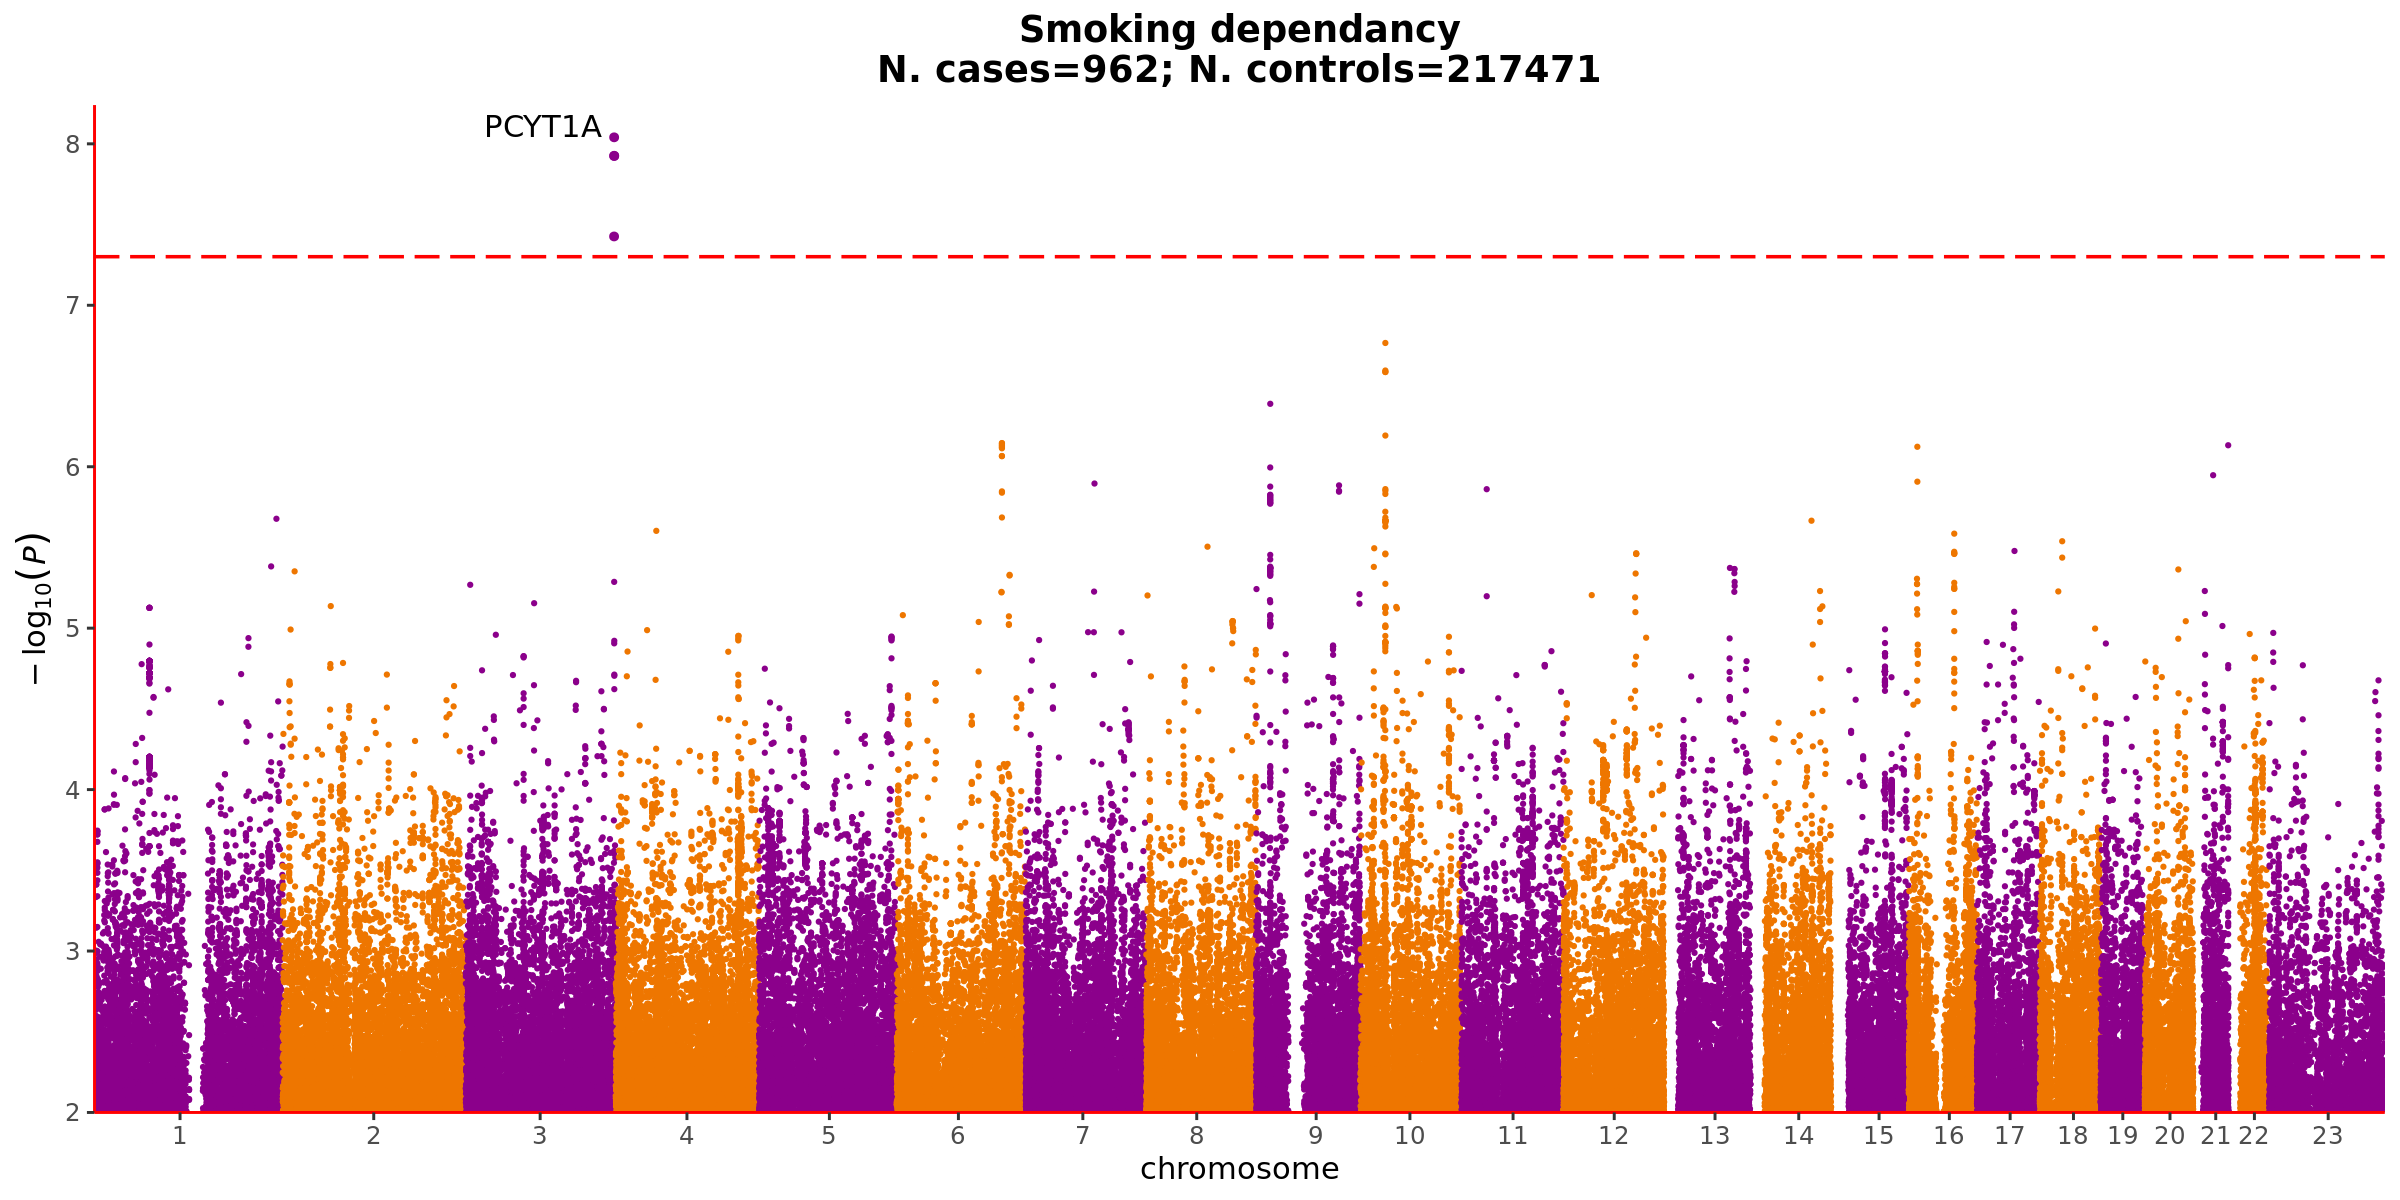 Smoking dependancy
N. cases=962; N. controls=217471
PCYT1A
8
7
6
5
4
3
2
−log₁₀(P)
1 2 3 4 5 6 7 8 9 10 11 12 13 14 15 16 17 18 19 20 21 22 23
chromosome